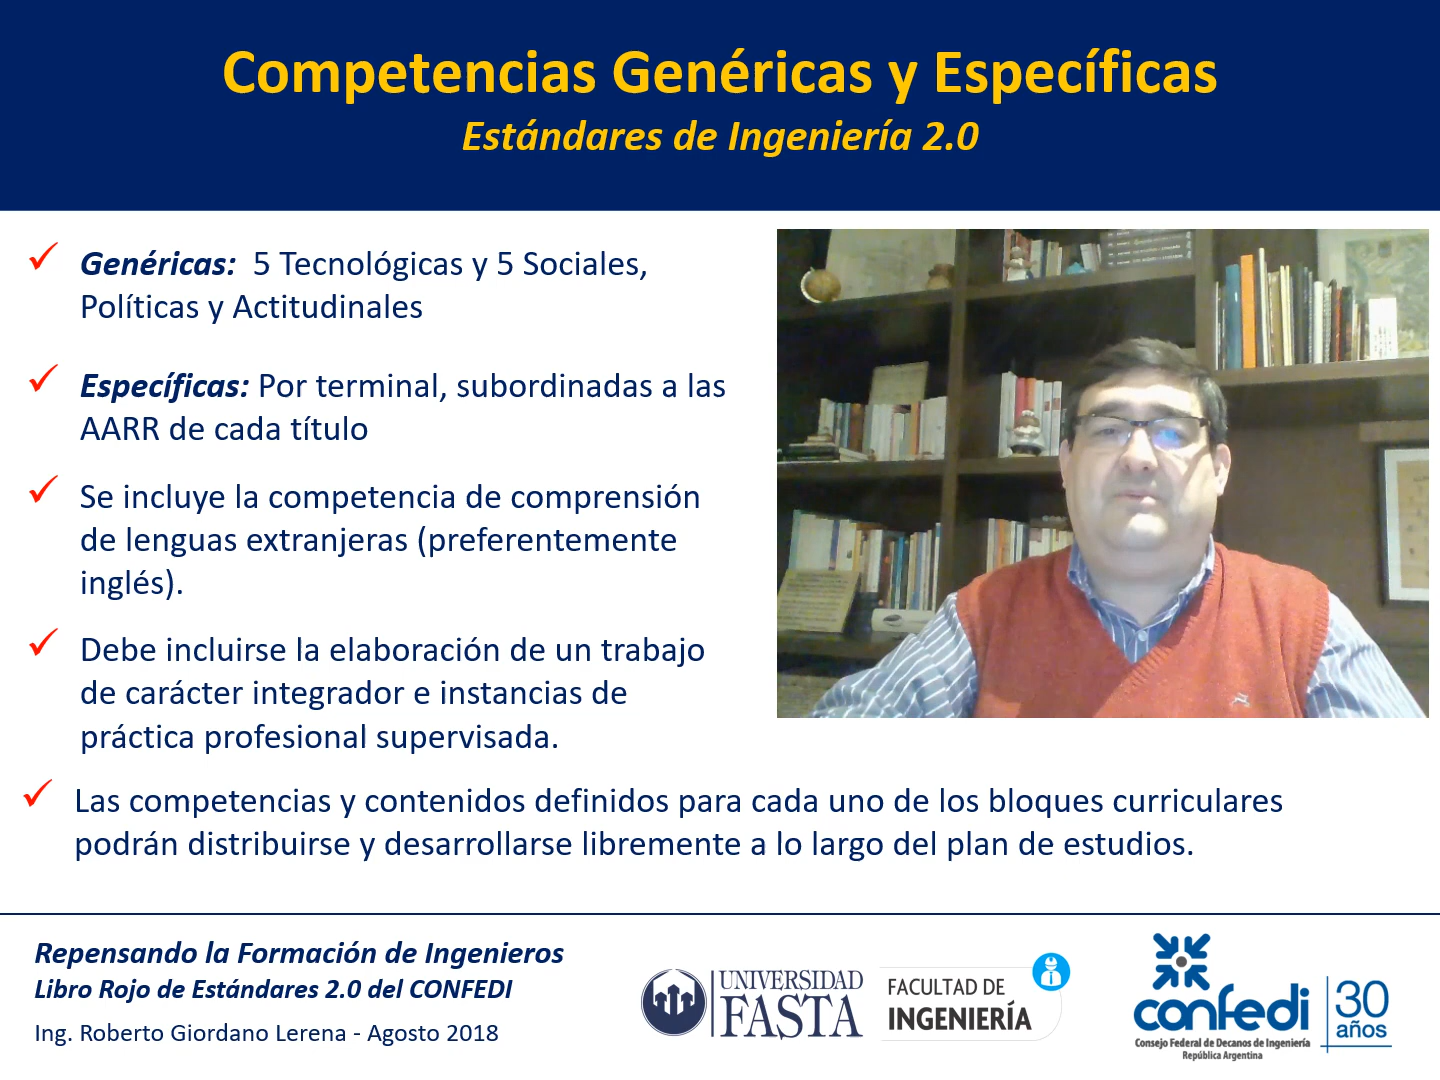 Competencias Genéricas y Específicas
Estándares de Ingeniería 2.0
Genéricas: 5 Tecnológicas y 5 Sociales,
Políticas y Actitudinales
Específicas: Por terminal, subordinadas a las
AARR de cada título
Se incluye la competencia de comprensión
de lenguas extranjeras (preferentemente
inglés).
Debe incluirse la elaboración de un trabajo
de carácter integrador e instancias de
práctica profesional supervisada.
Las competencias y contenidos definidos para cada uno de los bloques curriculares
podrán distribuirse y desarrollarse libremente a lo largo del plan de estudios.
Repensando la Formación de Ingenieros
Libro Rojo de Estándares 2.0 del CONFEDI
Ing. Roberto Giordano Lerena - Agosto 2018
UNIVERSIDAD
FASTA
FACULTAD DE
INGENIERÍA
confedi
Consejo Federal de Decanos de Ingeniería
República Argentina
30
años